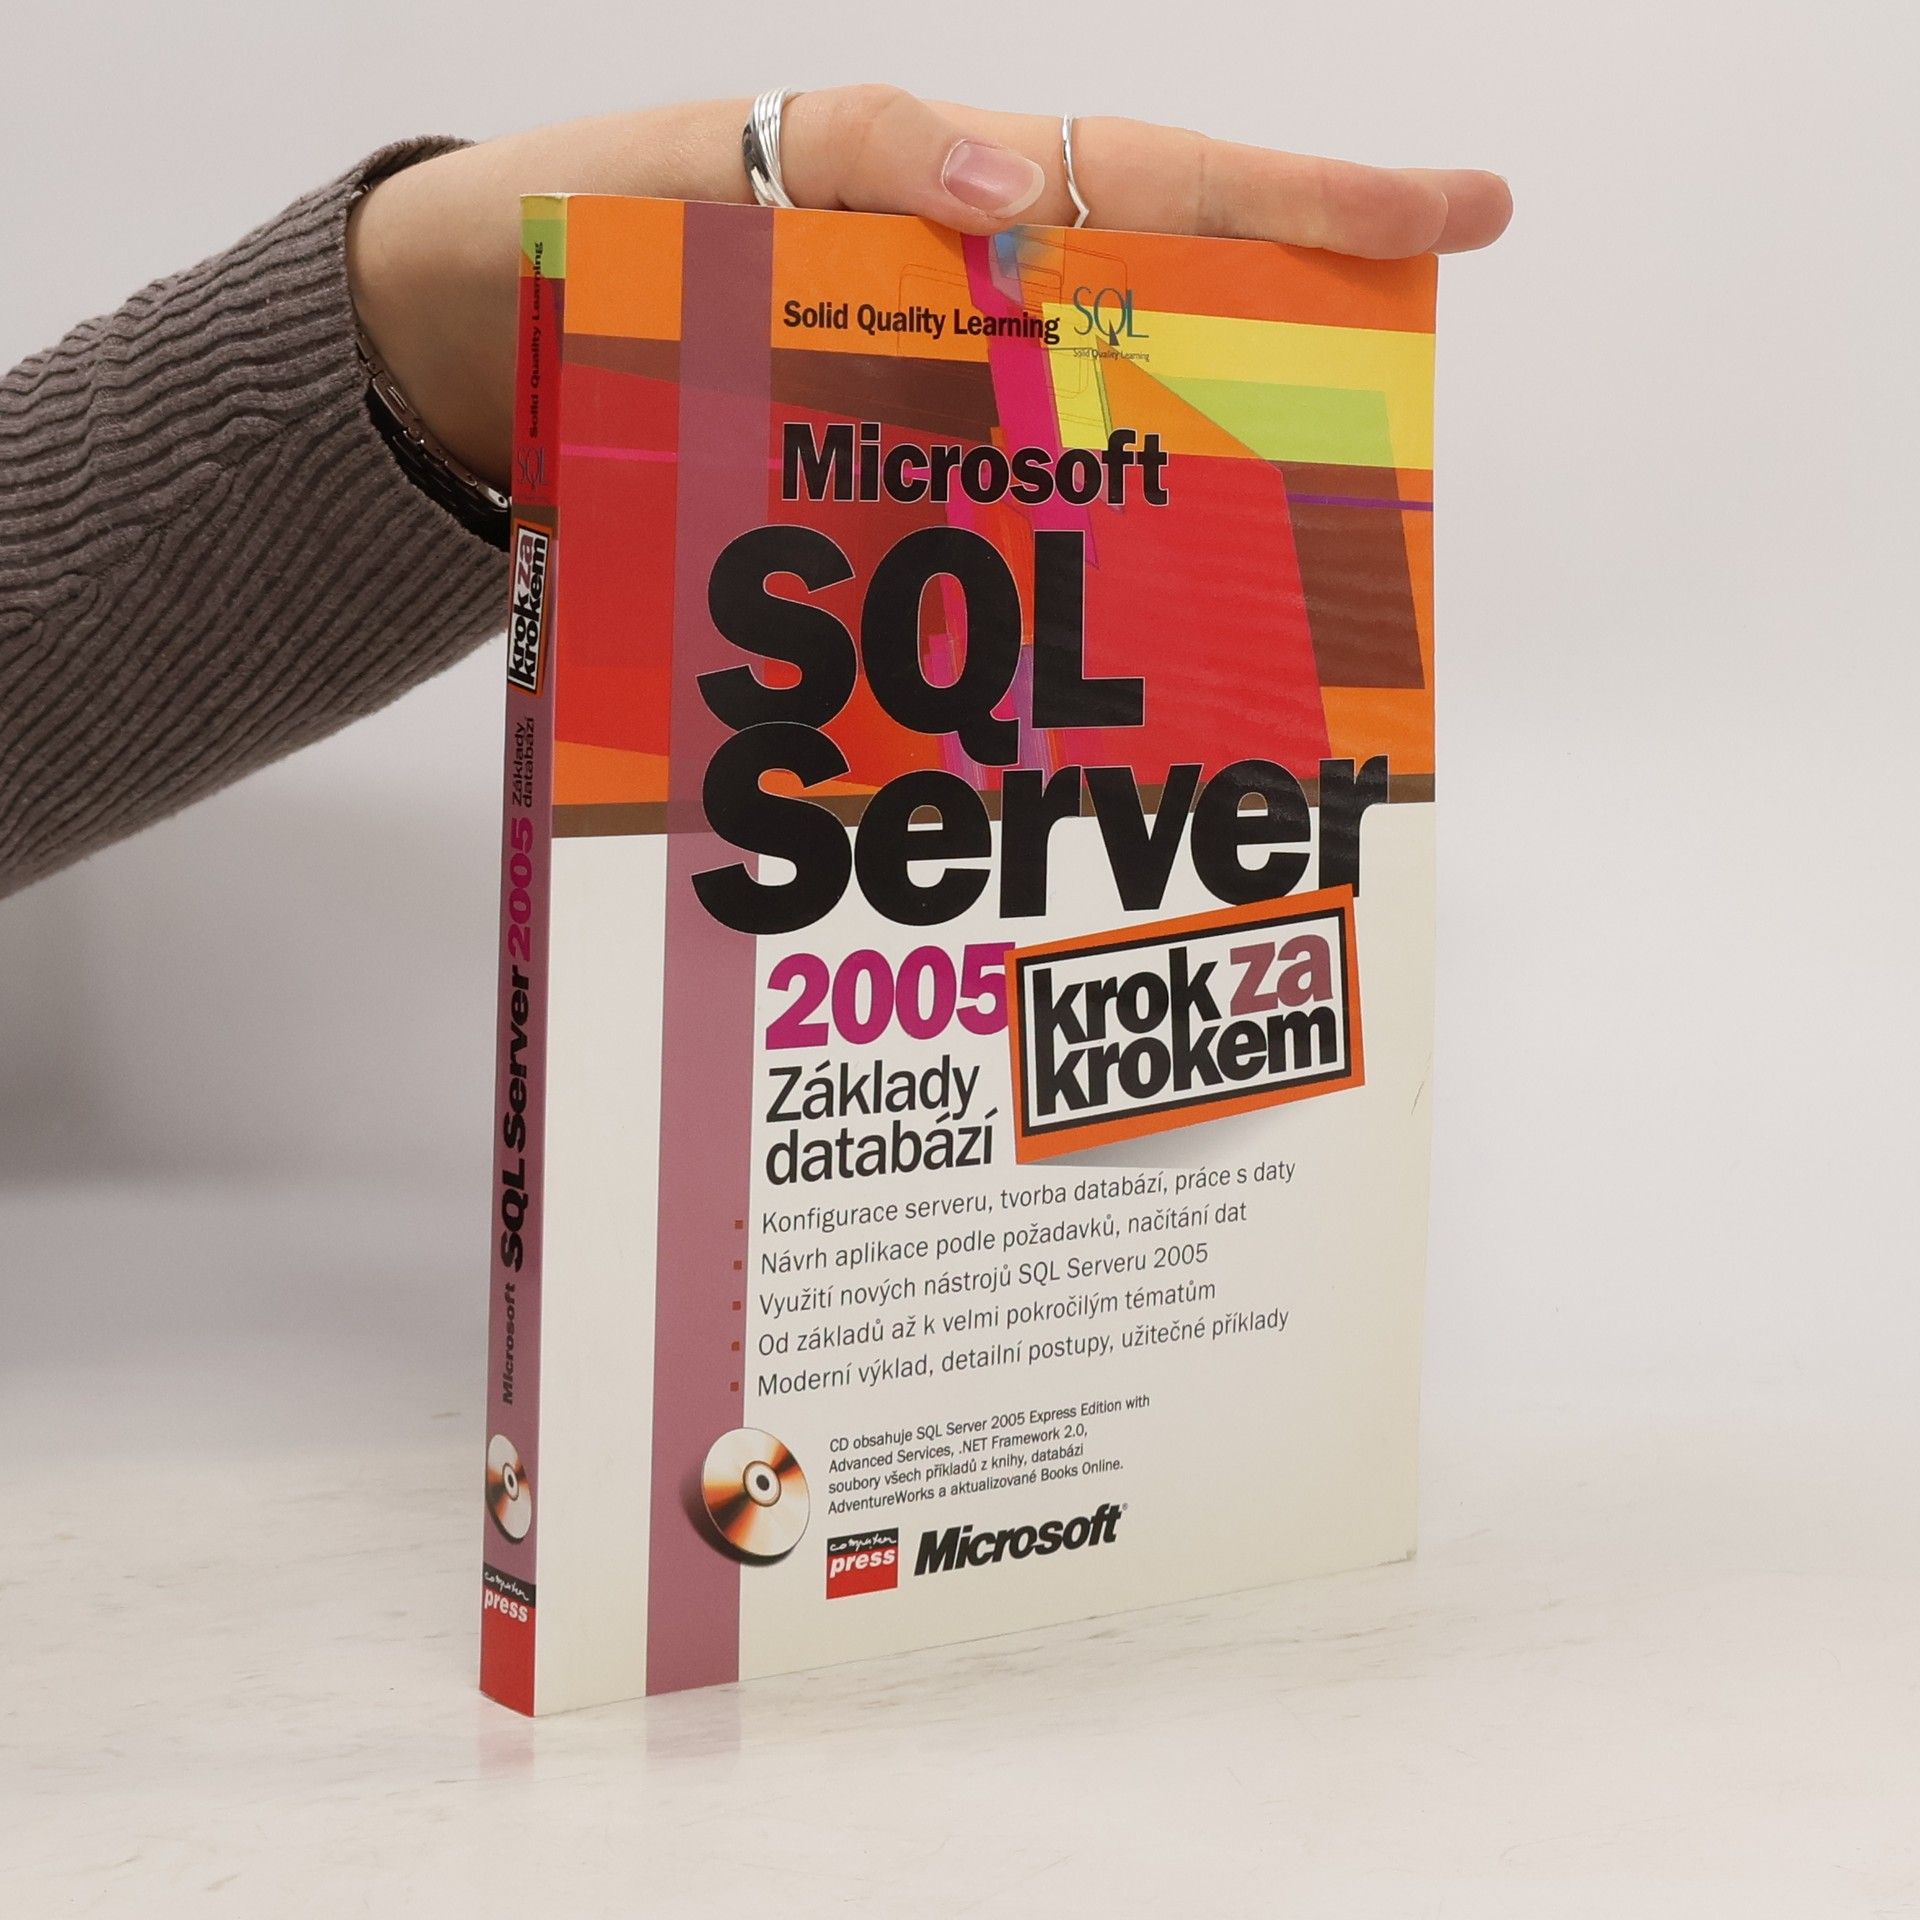 Solid Quality Learning SQL
Solid Quality Learning
Microsoft
SQL
Server
2005
krok za
krokem
Základy
databází
Konfigurace serveru, tvorba databází, práce s daty
Návrh aplikace podle požadavků, načítání dat
Využití nových nástrojů SQL Serveru 2005
Od základů až k velmi pokročilým tématům
Moderní výklad, detailní postupy, užitečné příklady
CD obsahuje SQL Server 2005 Express Edition with
Advanced Services, .NET Framework 2.0,
soubory všech příkladů z knihy, databázi
AdventureWorks a aktualizované Books Online.
computer
press
Microsoft®
Solid Quality Learning
SQL
krok za
krokem
Základy
databází
Microsoft SQL Server 2005
computer
press